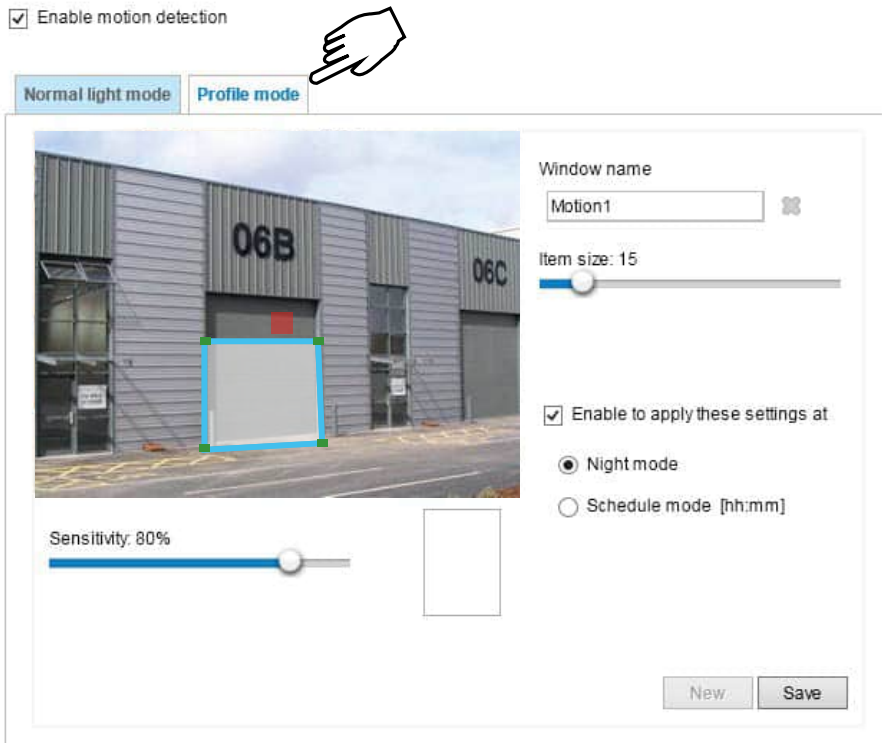 Enable motion detection
Normal light mode
Profile mode
06B
06C
Window name
Motion1
Item size: 15
Enable to apply these settings at
Night mode
Schedule mode [hh:mm]
Sensitivity: 80%
New
Save